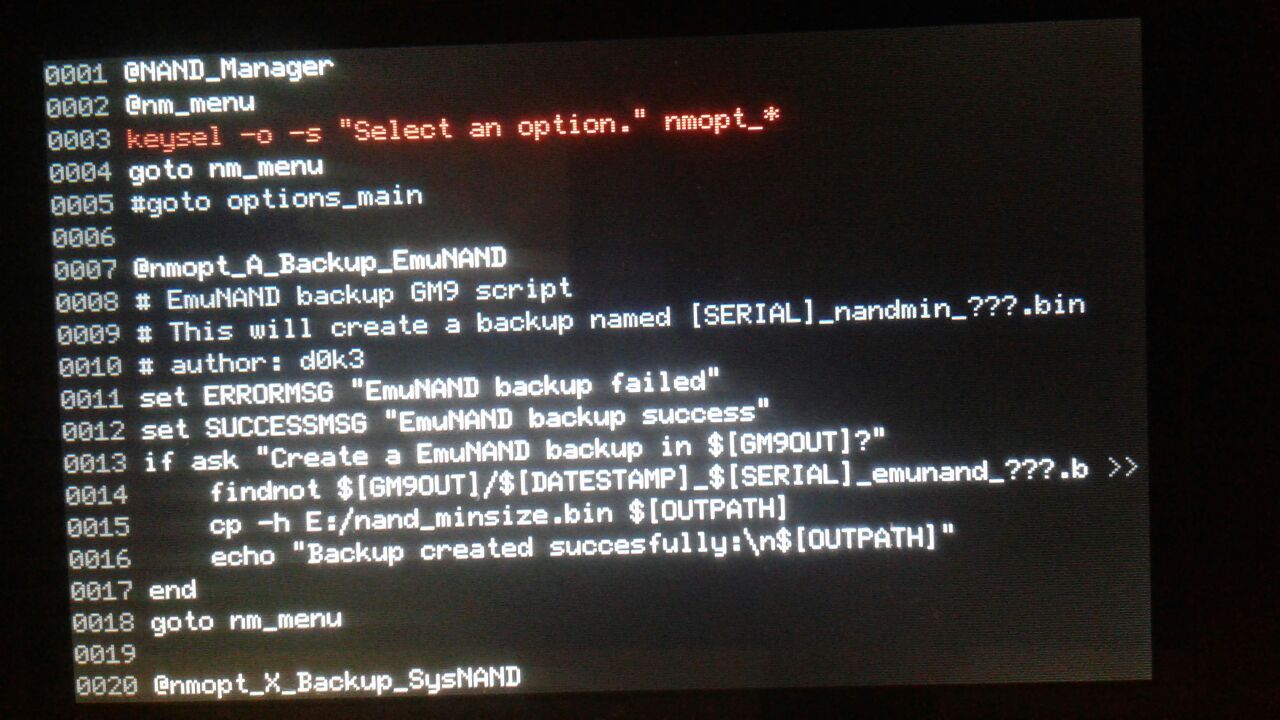 0001 @NAND_Manager
0002 @nm_menu
0003 keysel -o -s "Select an option." nmopt_*
0004 goto nm_menu
0005 #goto options_main
0006
0007 @nmopt_A_Backup_EmuNAND
0008 # EmuNAND backup GM9 script
0009 # This will create a backup named [SERIAL]_nandmin_???.bin
0010 # author: d0k3
0011 set ERRORMSG "EmuNAND backup failed"
0012 set SUCCESSMSG "EmuNAND backup success"
0013 if ask "Create a EmuNAND backup in $[GM9OUT]?"
0014     findnot $[GM9OUT]/$[DATESTAMP]_$[SERIAL]_emunand_???.b >>
0015     cp -h E:/nand_minsize.bin $[OUTPATH]
0016     echo "Backup created succesfully:\n$[OUTPATH]"
0017 end
0018 goto nm_menu
0019
0020 @nmopt_X_Backup_SysNAND